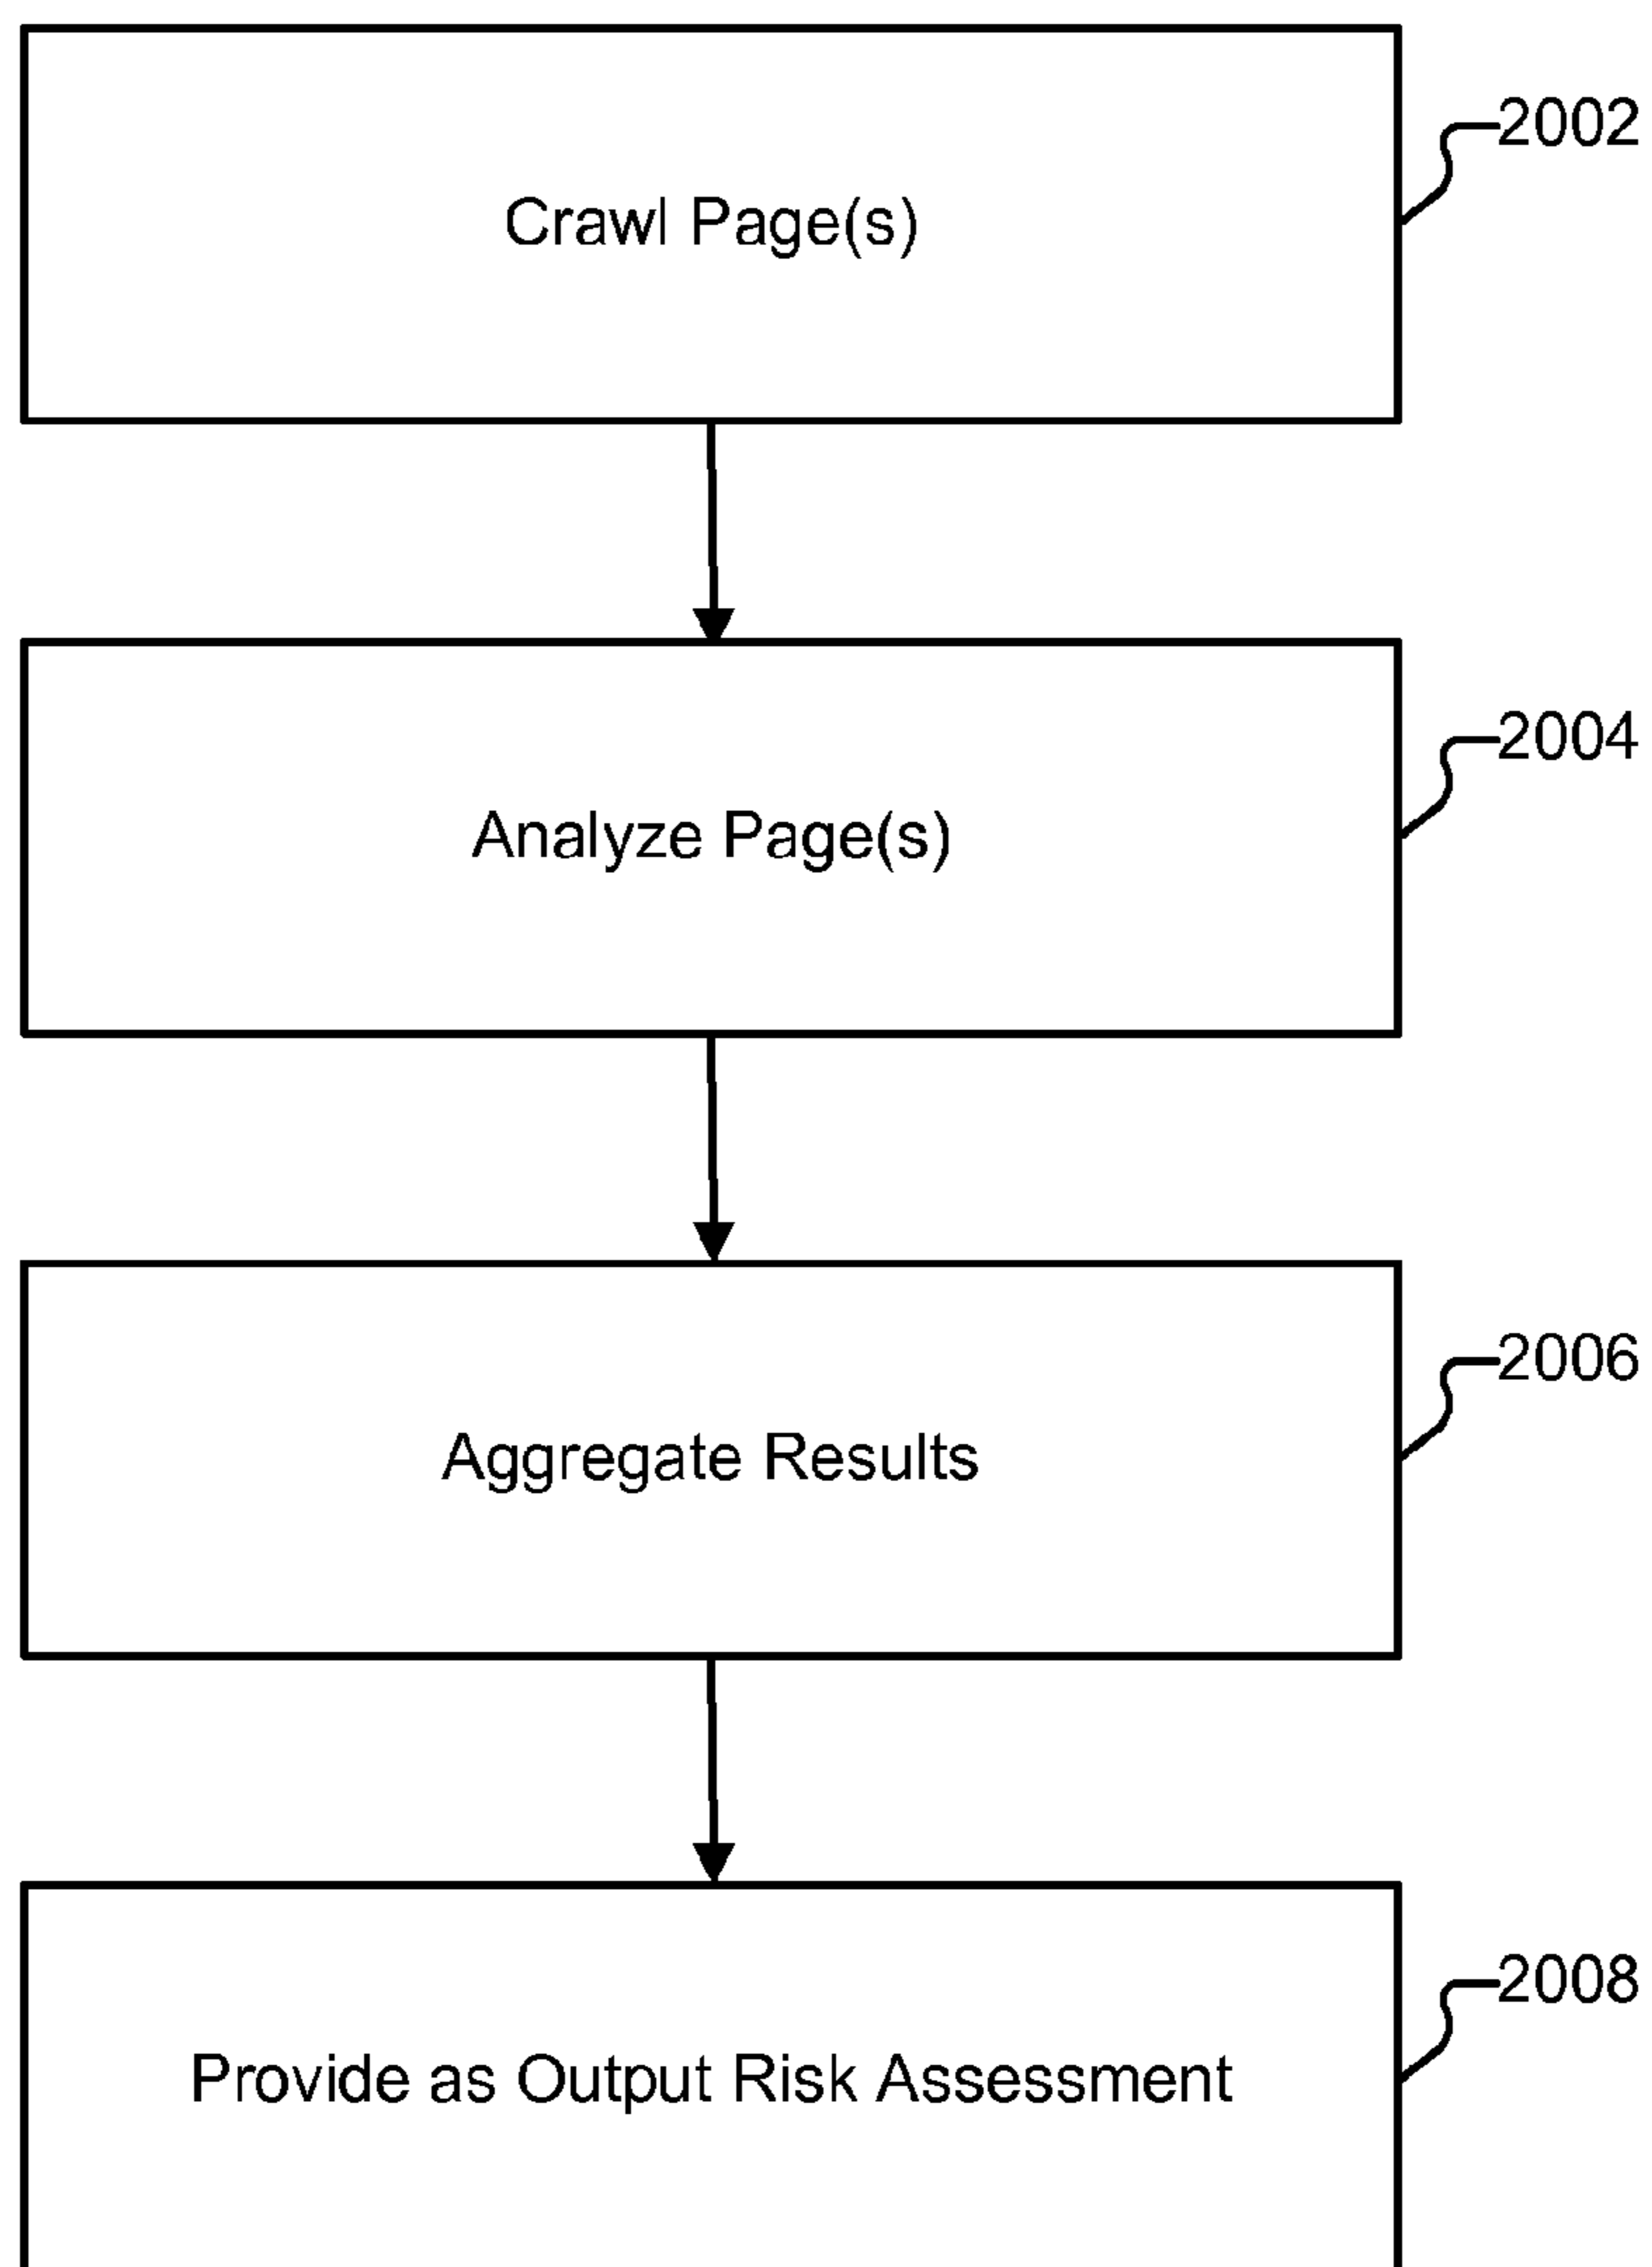 2002
Crawl Page(s)
2004
Analyze Page(s)
2006
Aggregate Results
2008
Provide as Output Risk Assessment